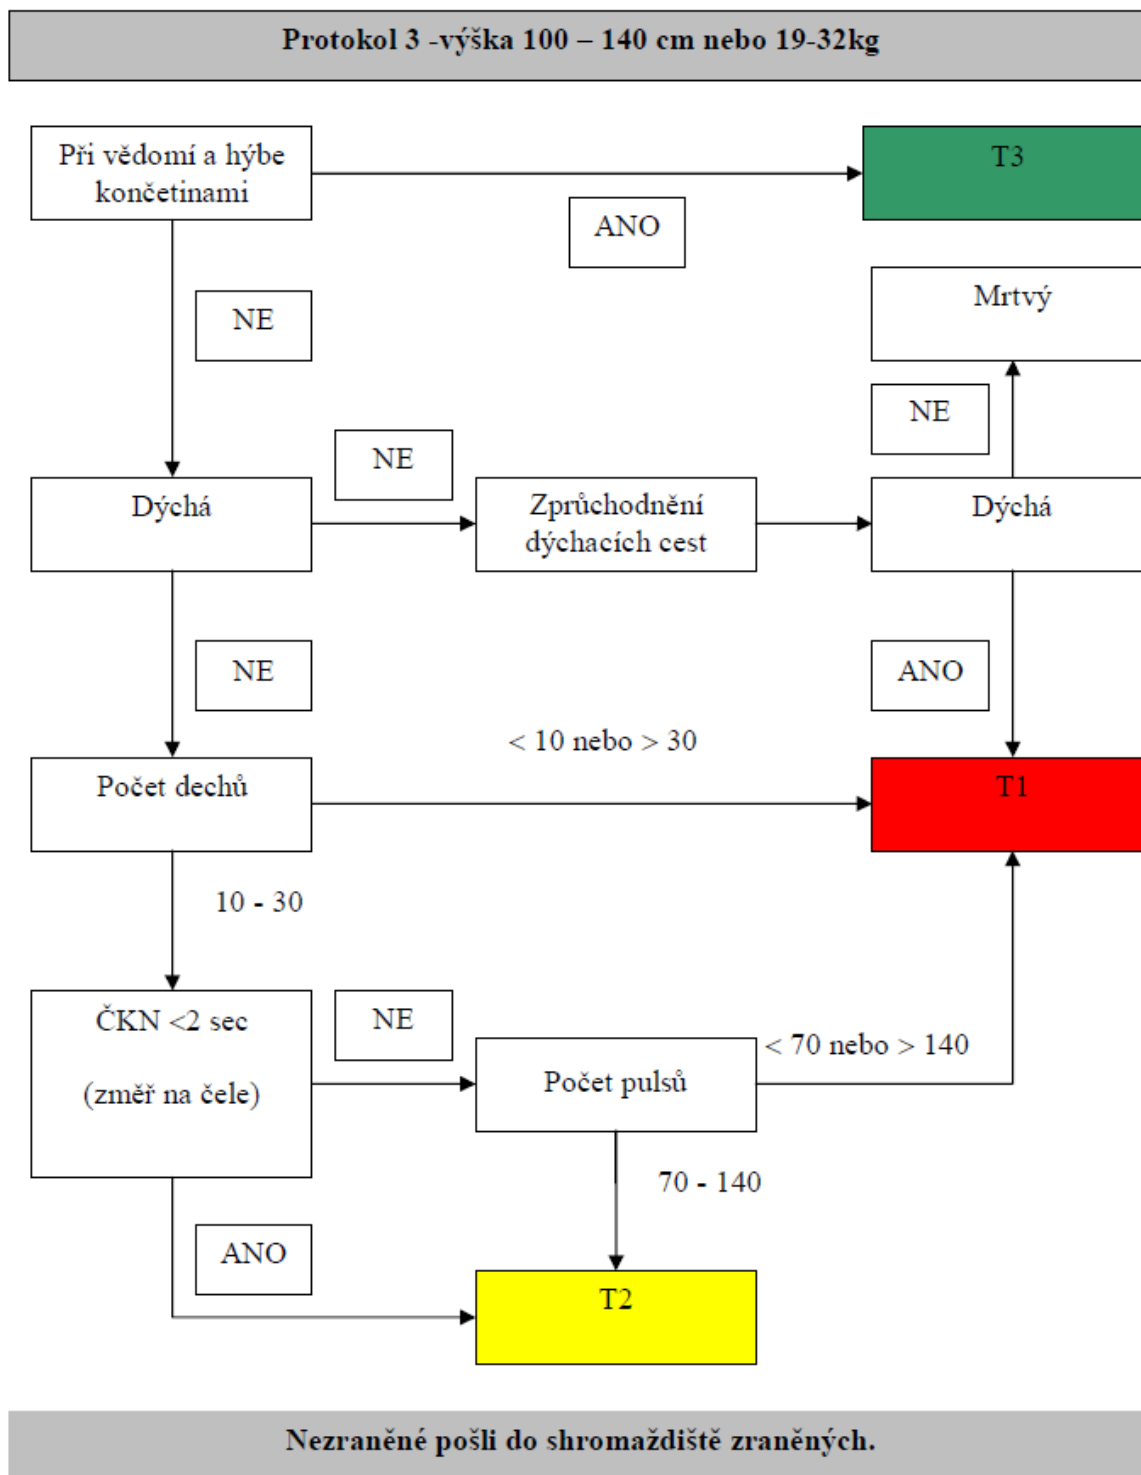 Protokol 3 -výška 100 – 140 cm nebo 19-32kg
Při vědomí a hýbe
končetinami
T3
ANO
Mrtvý
NE
NE
NE
Dýchá
Zprůchodnění
dýchacích cest
Dýchá
NE
ANO
< 10 nebo > 30
Počet dechů
T1
10 - 30
ČKN <2 sec
(změř na čele)
NE
Počet pulsů
< 70 nebo > 140
70 - 140
ANO
T2
Nezraněné pošli do shromaždiště zraněných.